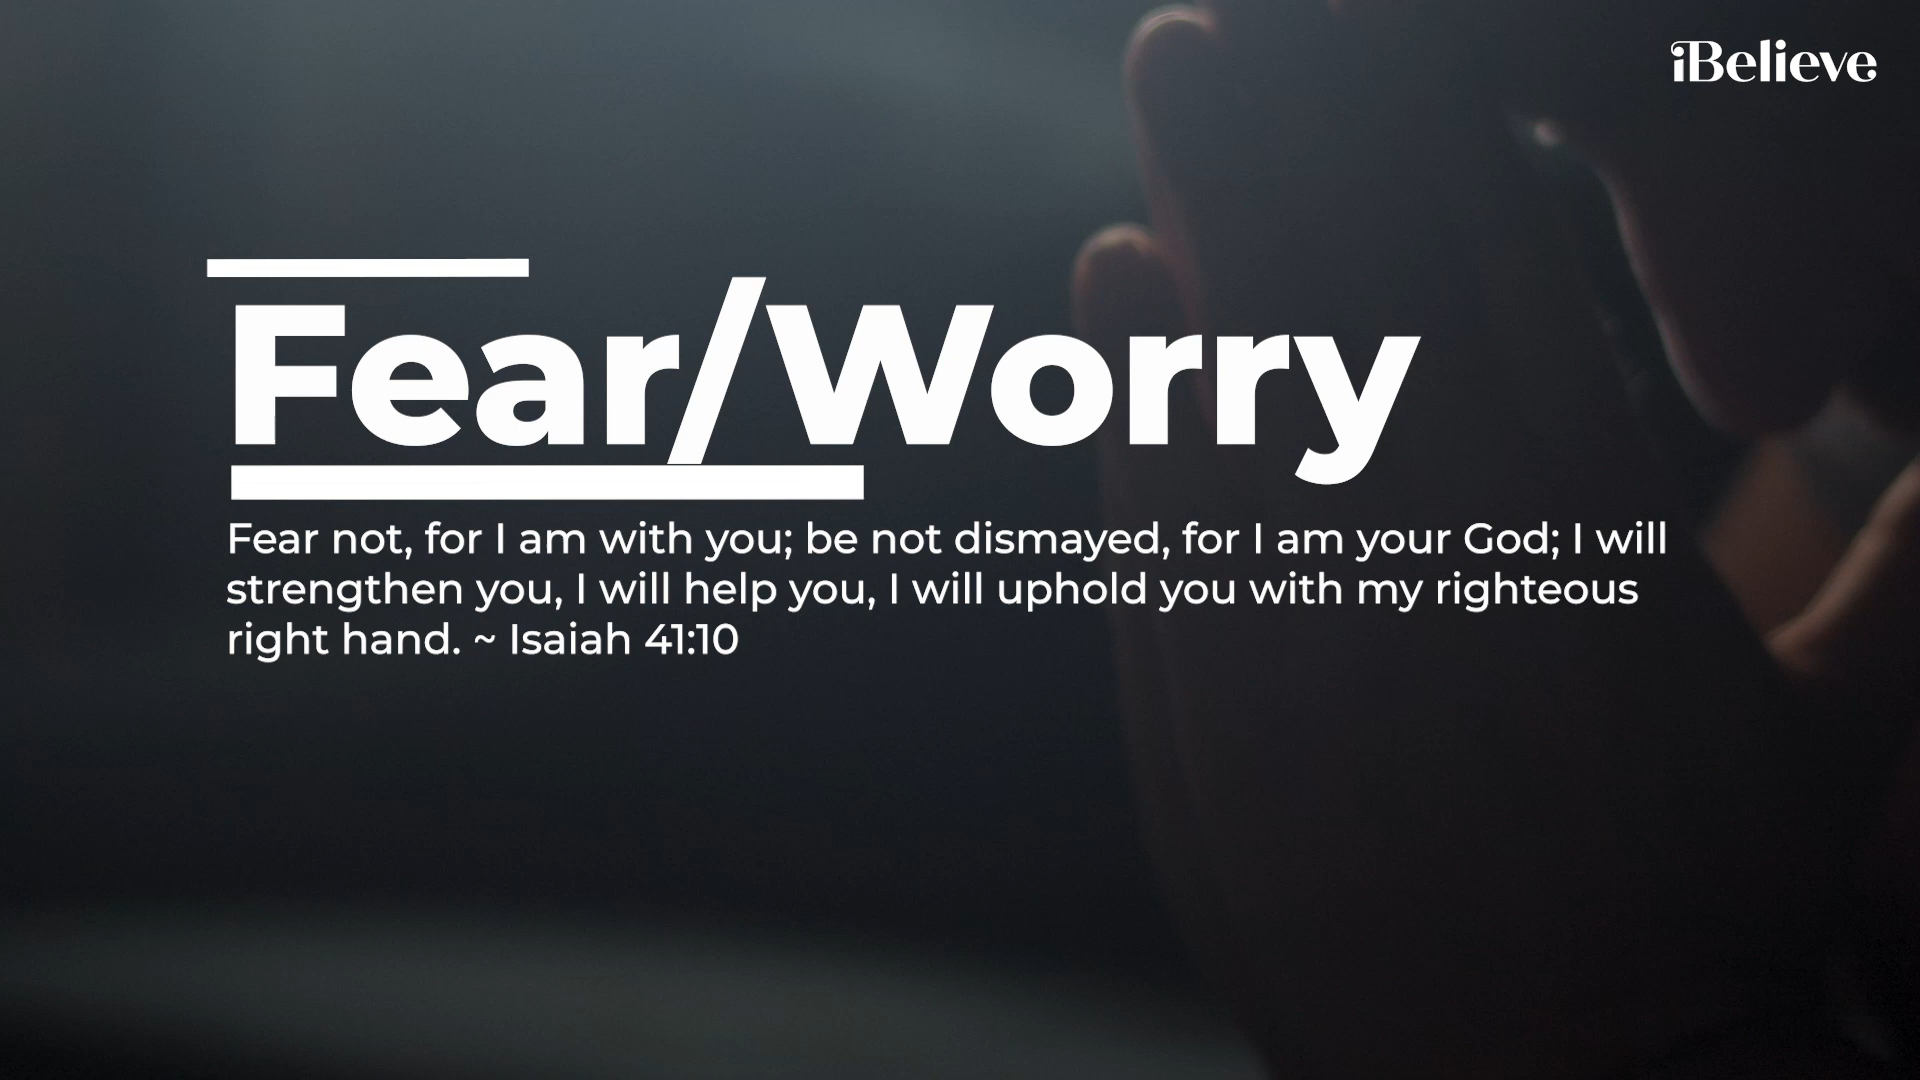 iBelieve
Fear/Worry
Fear not, for I am with you; be not dismayed, for I am your God; I will
strengthen you, I will help you, I will uphold you with my righteous
right hand. ~ Isaiah 41:10